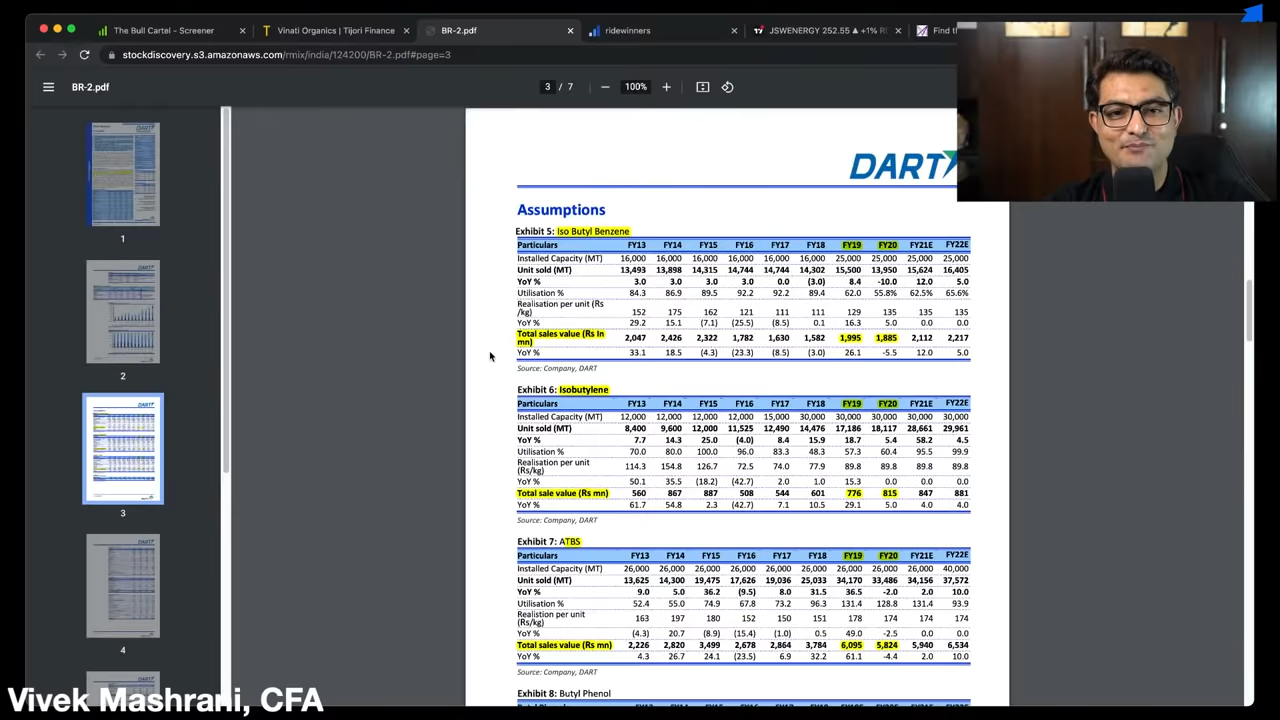 The Bull Cartel - Screener
Vinati Organics | Tijori Finance
BR-2.pdf
ridewinners
JSWENERGY 252.55 ▲ +1% R
Find th
stockdiscovery.s3.amazonaws.com/rmix/india/124200/BR-2.pdf#page=3
BR-2.pdf
3 / 7
100%
1
2
3
4
DART
Assumptions
Exhibit 5: Iso Butyl Benzene
Particulars FY13 FY14 FY15 FY16 FY17 FY18 FY19 FY20 FY21E FY22E
Installed Capacity (MT) 16,000 16,000 16,000 16,000 16,000 16,000 25,000 25,000 25,000 25,000
Unit sold (MT) 13,493 13,898 14,315 14,744 14,744 14,302 15,500 13,950 15,624 16,405
YoY % 3.0 3.0 3.0 3.0 0.0 (3.0) 8.4 -10.0 12.0 5.0
Utilisation % 84.3 86.9 89.5 92.2 92.2 89.4 62.0 55.8% 62.5% 65.6%
Realisation per unit (Rs
/kg) 152 175 162 121 111 111 129 135 135 135
YoY % 29.2 15.1 (7.1) (25.5) (8.5) 0.1 16.3 5.0 0.0 0.0
Total sales value (Rs In
mn) 2,047 2,426 2,322 1,782 1,630 1,582 1,995 1,885 2,112 2,217
YoY % 33.1 18.5 (4.3) (23.3) (8.5) (3.0) 26.1 -5.5 12.0 5.0
Source: Company, DART
Exhibit 6: Isobutylene
Particulars FY13 FY14 FY15 FY16 FY17 FY18 FY19 FY20 FY21E FY22E
Installed Capacity (MT) 12,000 12,000 12,000 12,000 15,000 30,000 30,000 30,000 30,000 30,000
Unit sold (MT) 8,400 9,600 12,000 11,525 12,490 14,476 17,186 18,117 28,661 29,961
YoY % 7.7 14.3 25.0 (4.0) 8.4 15.9 18.7 5.4 58.2 4.5
Utilisation % 70.0 80.0 100.0 96.0 83.3 48.3 57.3 60.4 95.5 99.9
Realisation per unit
(Rs/kg) 114.3 154.8 126.7 72.5 74.0 77.9 89.8 89.8 89.8 89.8
YoY % 50.1 35.5 (18.2) (42.7) 2.0 1.0 15.3 0.0 0.0 0.0
Total sale value (Rs mn) 560 867 887 508 544 601 776 815 847 881
YoY % 61.7 54.8 2.3 (42.7) 7.1 10.5 29.1 5.0 4.0 4.0
Source: Company, DART
Exhibit 7: ATBS
Particulars FY13 FY14 FY15 FY16 FY17 FY18 FY19 FY20 FY21E FY22E
Installed Capacity (MT) 26,000 26,000 26,000 26,000 26,000 26,000 26,000 26,000 26,000 40,000
Unit sold (MT) 13,625 14,300 19,475 17,626 19,036 25,033 34,170 33,486 34,156 37,572
YoY % 9.0 5.0 36.2 (9.5) 8.0 31.5 36.5 -2.0 2.0 10.0
Utilisation % 52.4 55.0 74.9 67.8 73.2 96.3 131.4 128.8 131.4 93.9
Realistion per unit
(Rs/kg) 163 197 180 152 150 151 178 174 174 174
YoY % (4.3) 20.7 (8.9) (15.4) (1.0) 0.5 49.0 -2.5 0.0 0.0
Total sales value (Rs mn) 2,226 2,820 3,499 2,678 2,864 3,784 6,095 5,824 5,940 6,534
YoY % 4.3 26.7 24.1 (23.5) 6.9 32.2 61.1 -4.4 2.0 10.0
Source: Company, DART
Exhibit 8: Butyl Phenol
Vivek Mashrani, CFA